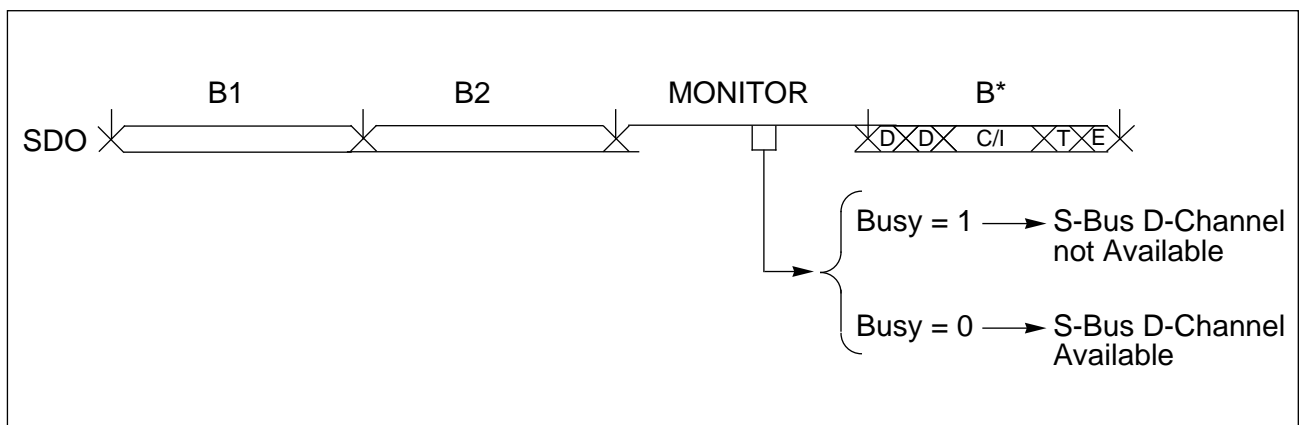 B1 B2 MONITOR B*
SDO D D C/I T E
Busy = 1 S-Bus D-Channel
not Available
Busy = 0 S-Bus D-Channel
Available